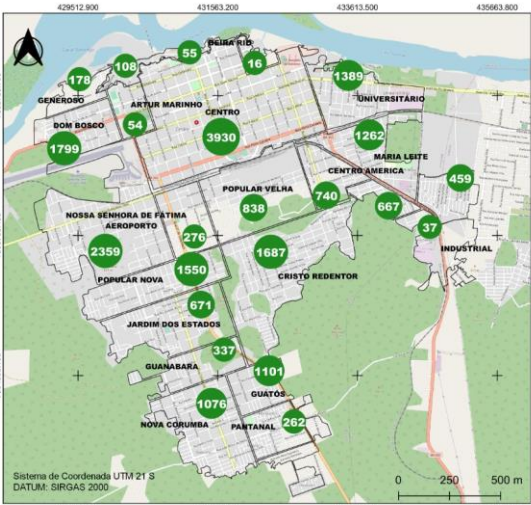 429512.900 431563.200 433613.500 435663.800
BEIRA RIO
55
108
16
178
1389
GENEROSO
ARTUR MARINHO
UNIVERSITÁRIO
CENTRO
DOM BOSCO
54
3930
1262
1799
MARIA LEITE
CENTRO AMERICA
459
POPULAR VELHA
740
838
667
NOSSA SENHORA DE FÁTIMA
AEROPORTO
37
276
2359
1687
INDUSTRIAL
1550
POPULAR NOVA
CRISTO REDENTOR
671
JARDIM DOS ESTADOS
337
GUANABARA
1101
GUATÓS
1076
NOVA CORUMBA
PANTANAL
262
Sistema de Coordenada UTM 21 S
DATUM: SIRGAS 2000
0 250 500 m